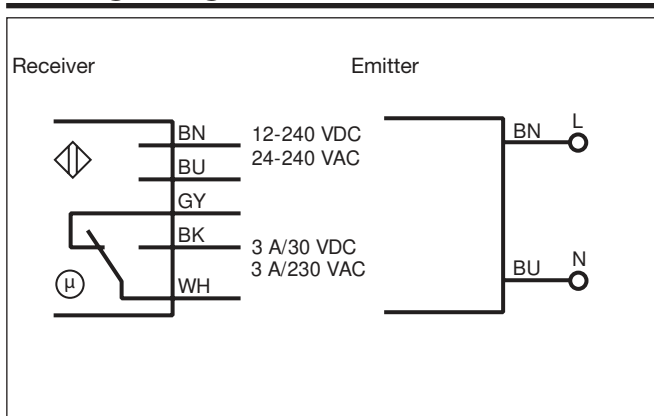 Receiver
Emitter
BN
12-240 VDC
BU
24-240 VAC
GY
BK
3 A/30 VDC
3 A/230 VAC
WH
µ
BN
L
BU
N